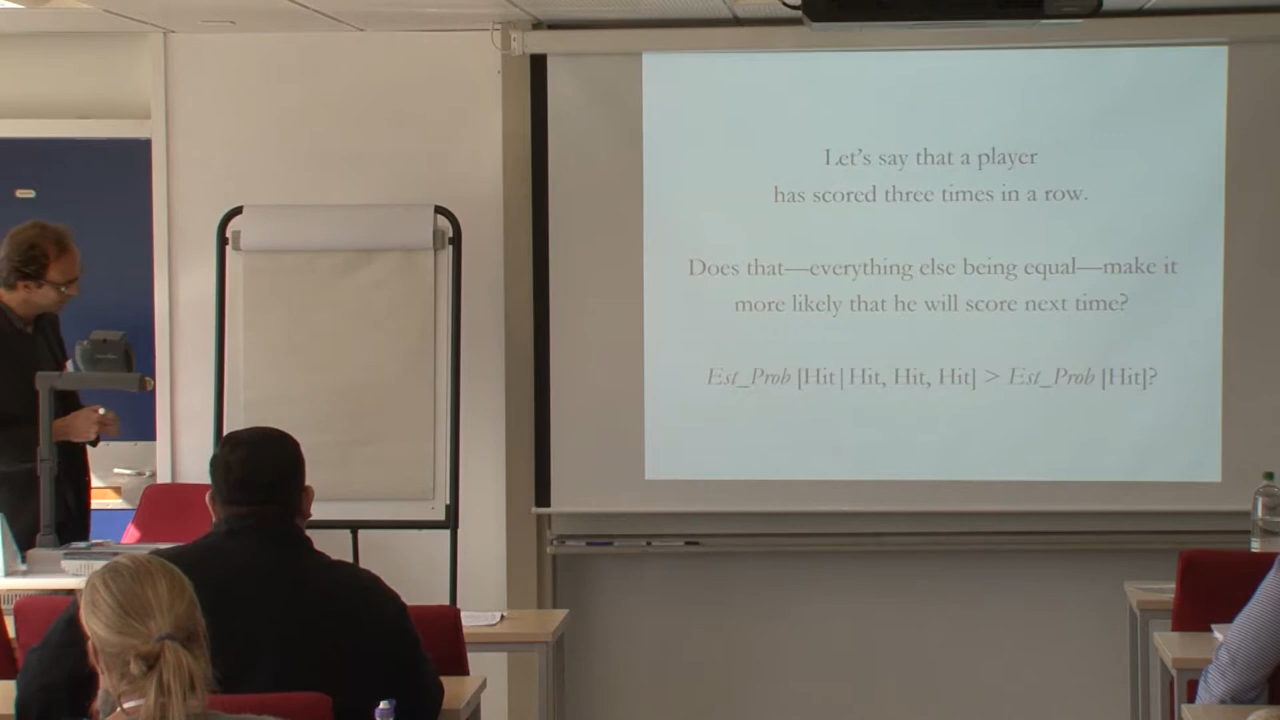 Let's say that a player
has scored three times in a row.
Does that—everything else being equal—make it
more likely that he will score next time?
Est_Prob [Hit|Hit, Hit, Hit] > Est_Prob [Hit]?